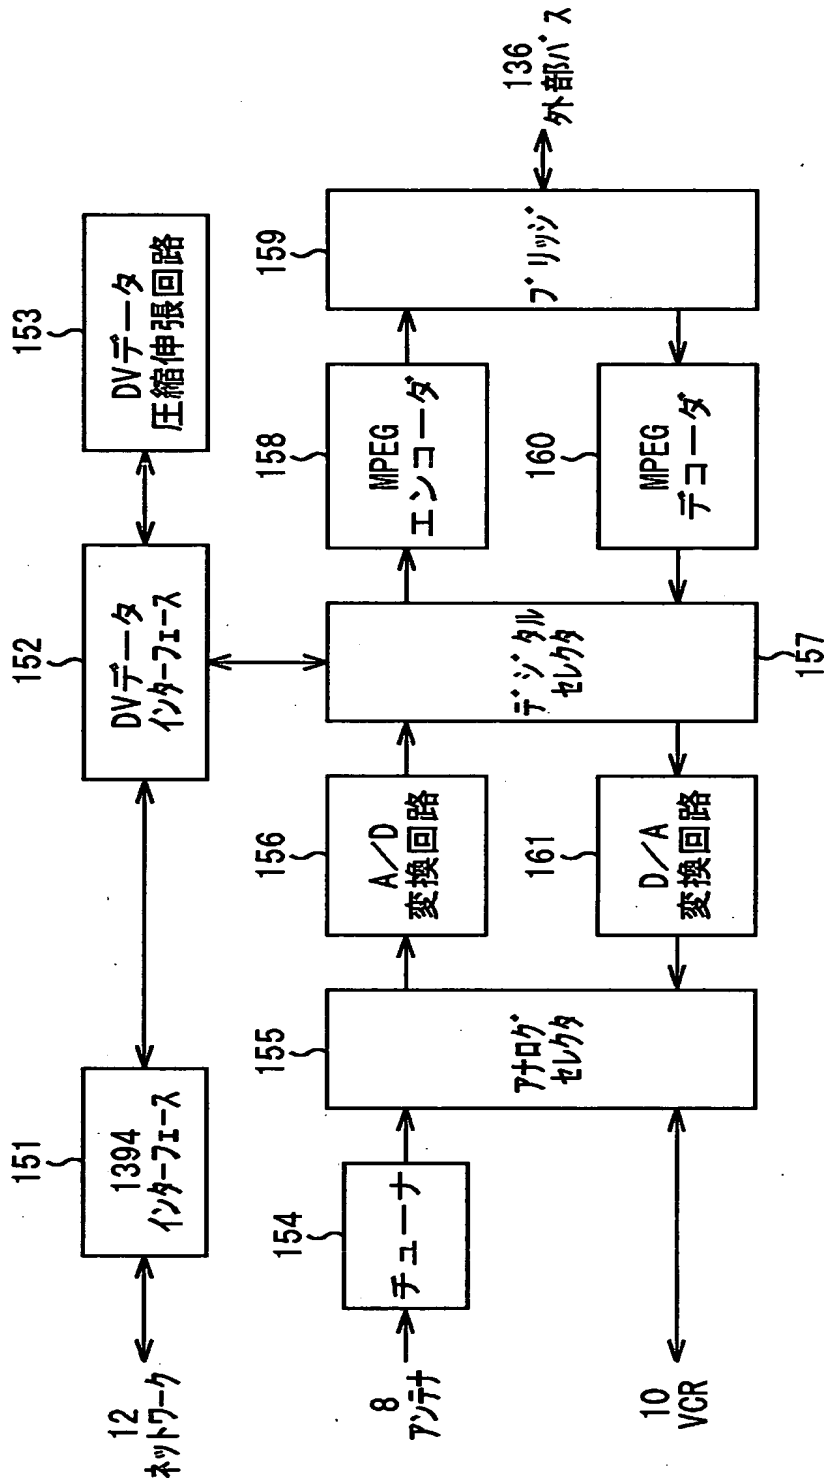 151
1394
インターフェース
12
ネットワーク
152
DVデータ
インターフェース
153
DVデータ
圧縮伸張回路
8
アンテナ
154
チューナ
155
アナログ
セレクタ
156
A/D
変換回路
157
デジタル
セレクタ
158
MPEG
エンコーダ
159
ブリッジ
136
外部バス
10
VCR
161
D/A
変換回路
160
MPEG
デコーダ